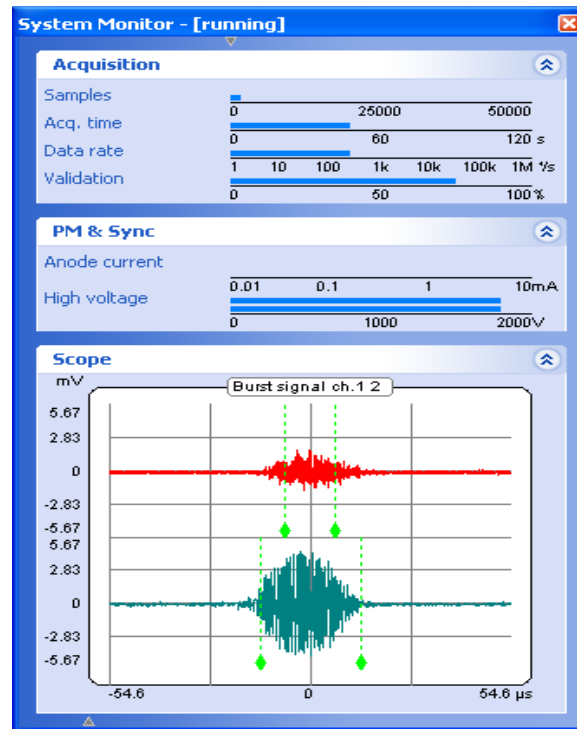 System Monitor - [running]
Acquisition
Samples
0 25000 50000
Acq. time
0 60 120 s
Data rate
1 10 100 1k 10k 100k 1M 1/s
Validation
0 50 100 %
PM & Sync
Anode current
0.01 0.1 1 10mA
High voltage
0 1000 2000V
Scope
mV
Burst signal ch.1 2
5.67
2.83
0
-2.83
-5.67
5.67
2.83
0
-2.83
-5.67
-54.6 0 54.6 µs